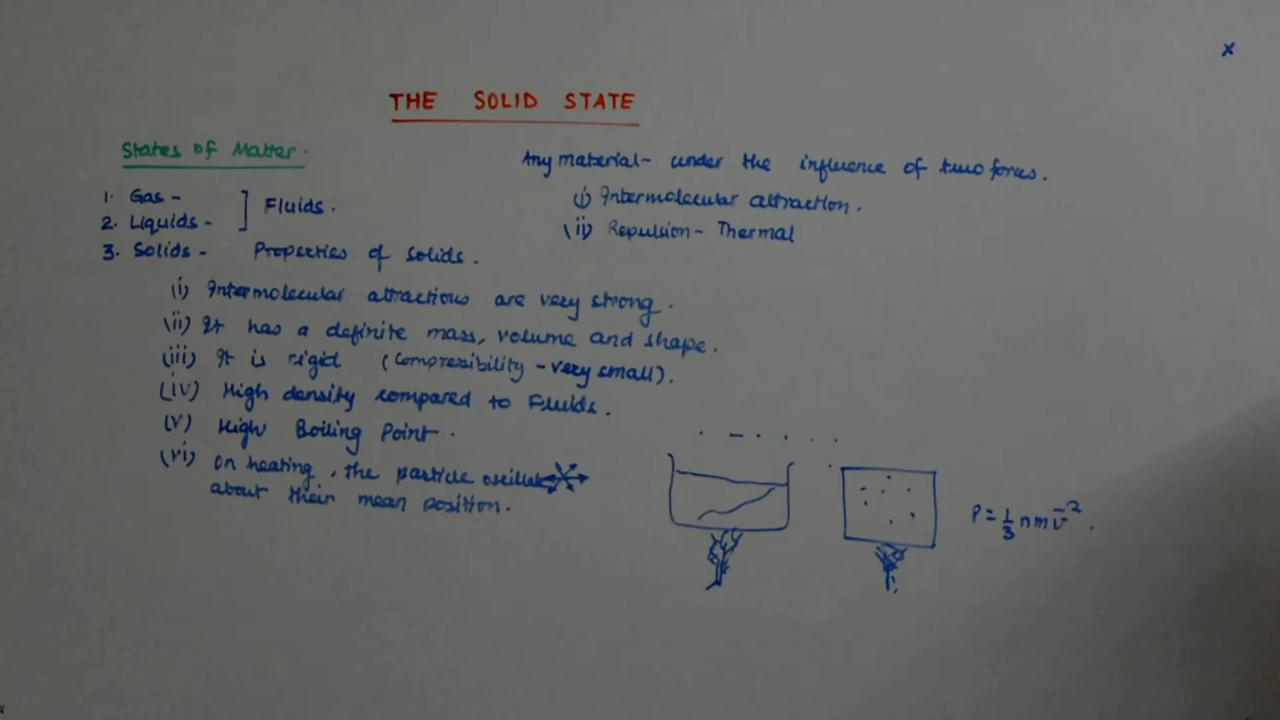 THE SOLID STATE
States of Matter.
1. Gas -
2. Liquids -
Fluids.
3. Solids - Properties of solids.
Any material - under the influence of two forces.
(i) Intermolecular attraction.
(ii) Repulsion - Thermal
(i) Intermolecular attractions are very strong.
(ii) It has a definite mass, volume and shape.
(iii) It is rigid (Compressibility - very small).
(iv) High density compared to Fluids.
(v) High Boiling Point.
(vi) On heating, the particle oscillate
about their mean position.
P = 1/3 nm v̄².